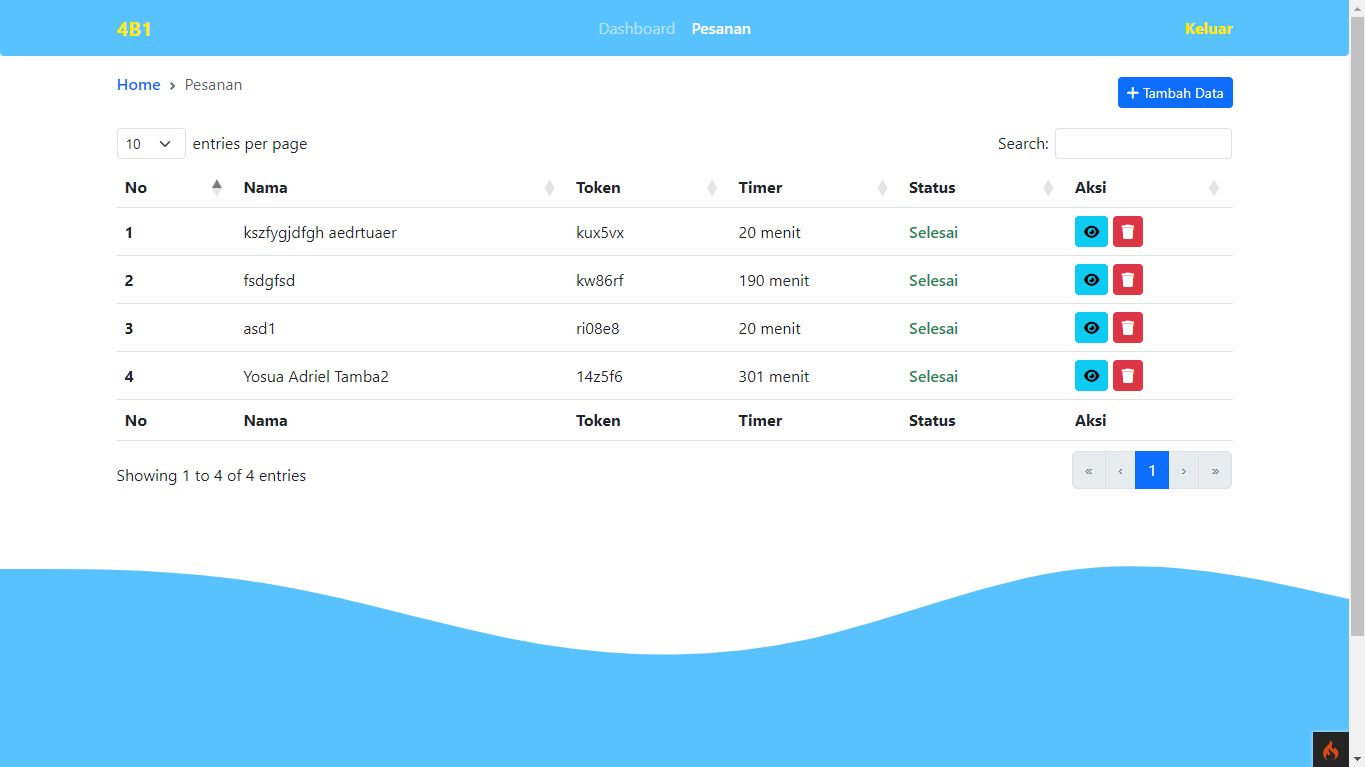 4B1 Dashboard Pesanan Keluar
Home › Pesanan
+ Tambah Data
10 entries per page Search:
No Nama Token Timer Status Aksi
1 kszfygjdfgh aedrtuaer kux5vx 20 menit Selesai
2 fsdgfsd kw86rf 190 menit Selesai
3 asd1 ri08e8 20 menit Selesai
4 Yosua Adriel Tamba2 14z5f6 301 menit Selesai
No Nama Token Timer Status Aksi
Showing 1 to 4 of 4 entries « ‹ 1 › »